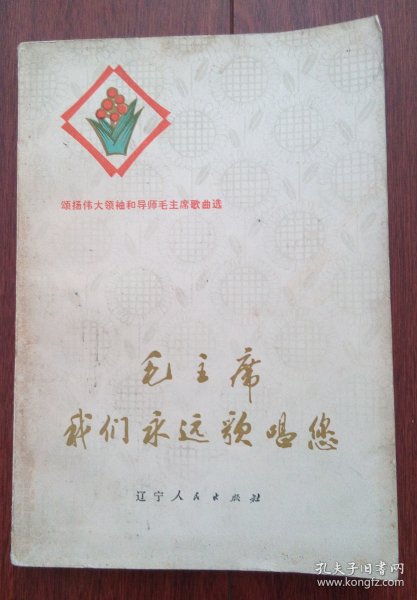 颂扬伟大领袖和导师毛主席歌曲选
毛主席
我们永远歌唱您
辽宁人民出版社
孔夫子旧书网
www.kongfz.com